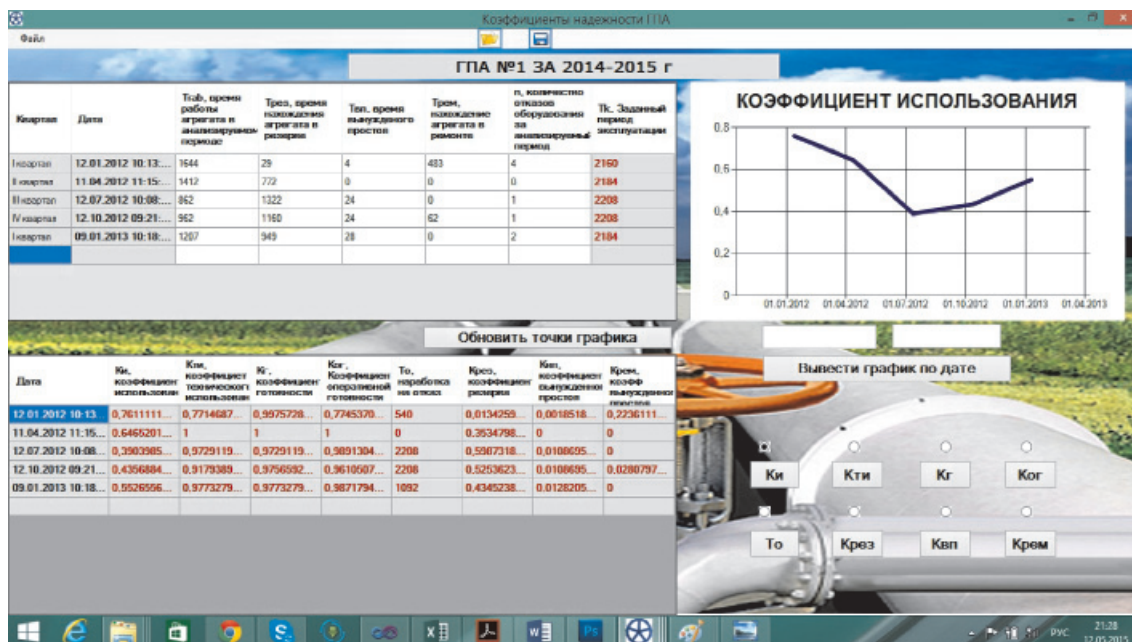 Коэффициенты надежности ГПА
Файл
ГПА №1 ЗА 2014-2015 г
Квартал
Дата
Trab, время работы агрегата в анализируемом периоде
Трез, время нахождения агрегата в резерве
Твп, время вынужденого простоя
Трем, нахождение агрегата в ремонте
n, количество отказов оборудования за анализируемый период
Тk, Заданный период эксплуатации
I квартал 12.01.2012 10:13:... 1644 29 4 483 4 2160
II квартал 11.04.2012 11:15:... 1412 772 0 0 0 2184
III квартал 12.07.2012 10:08:... 862 1322 24 0 1 2208
IV квартал 12.10.2012 09:21:... 962 1160 24 62 1 2208
I квартал 09.01.2013 10:18:... 1207 949 28 0 2 2184
КОЭФФИЦИЕНТ ИСПОЛЬЗОВАНИЯ
0,8
0,6
0,4
0,2
0
01.01.2012 01.04.2012 01.07.2012 01.10.2012 01.01.2013 01.04.2013
Обновить точки графика
Вывести график по дате
Дата
Ки, коэффициент использован
Кти, коэффициент технического использован
Кг, коэффициент готовности
Ког, Коэффициент оперативной готовности
То, наработка на отказ
Крез, коэффициент резерва
Квп, коэффициент вынужденно простоя
Крем, коэфф вынужденно простоя
12.01.2012 10:13... 0,7611111... 0,7714687... 0,9975728... 0,7745370... 540 0,0134259... 0,0018518... 0,2236111...
11.04.2012 11:15... 0,6465201... 1 1 1 0 0,3534798... 0 0
12.07.2012 10:08... 0,3903985... 0,9729119... 0,9729119... 0,9891304... 2208 0,5987318... 0,0108695... 0
12.10.2012 09:21... 0,4356884... 0,9179389... 0,9756592... 0,9610507... 2208 0,5253623... 0,0108695... 0,0280797...
09.01.2013 10:18... 0,5526556... 0,9773279... 0,9773279... 0,9871794... 1092 0,4345238... 0,0128205... 0
Ки Кти Кг Ког
То Крез Квп Крем
РУС
21:28